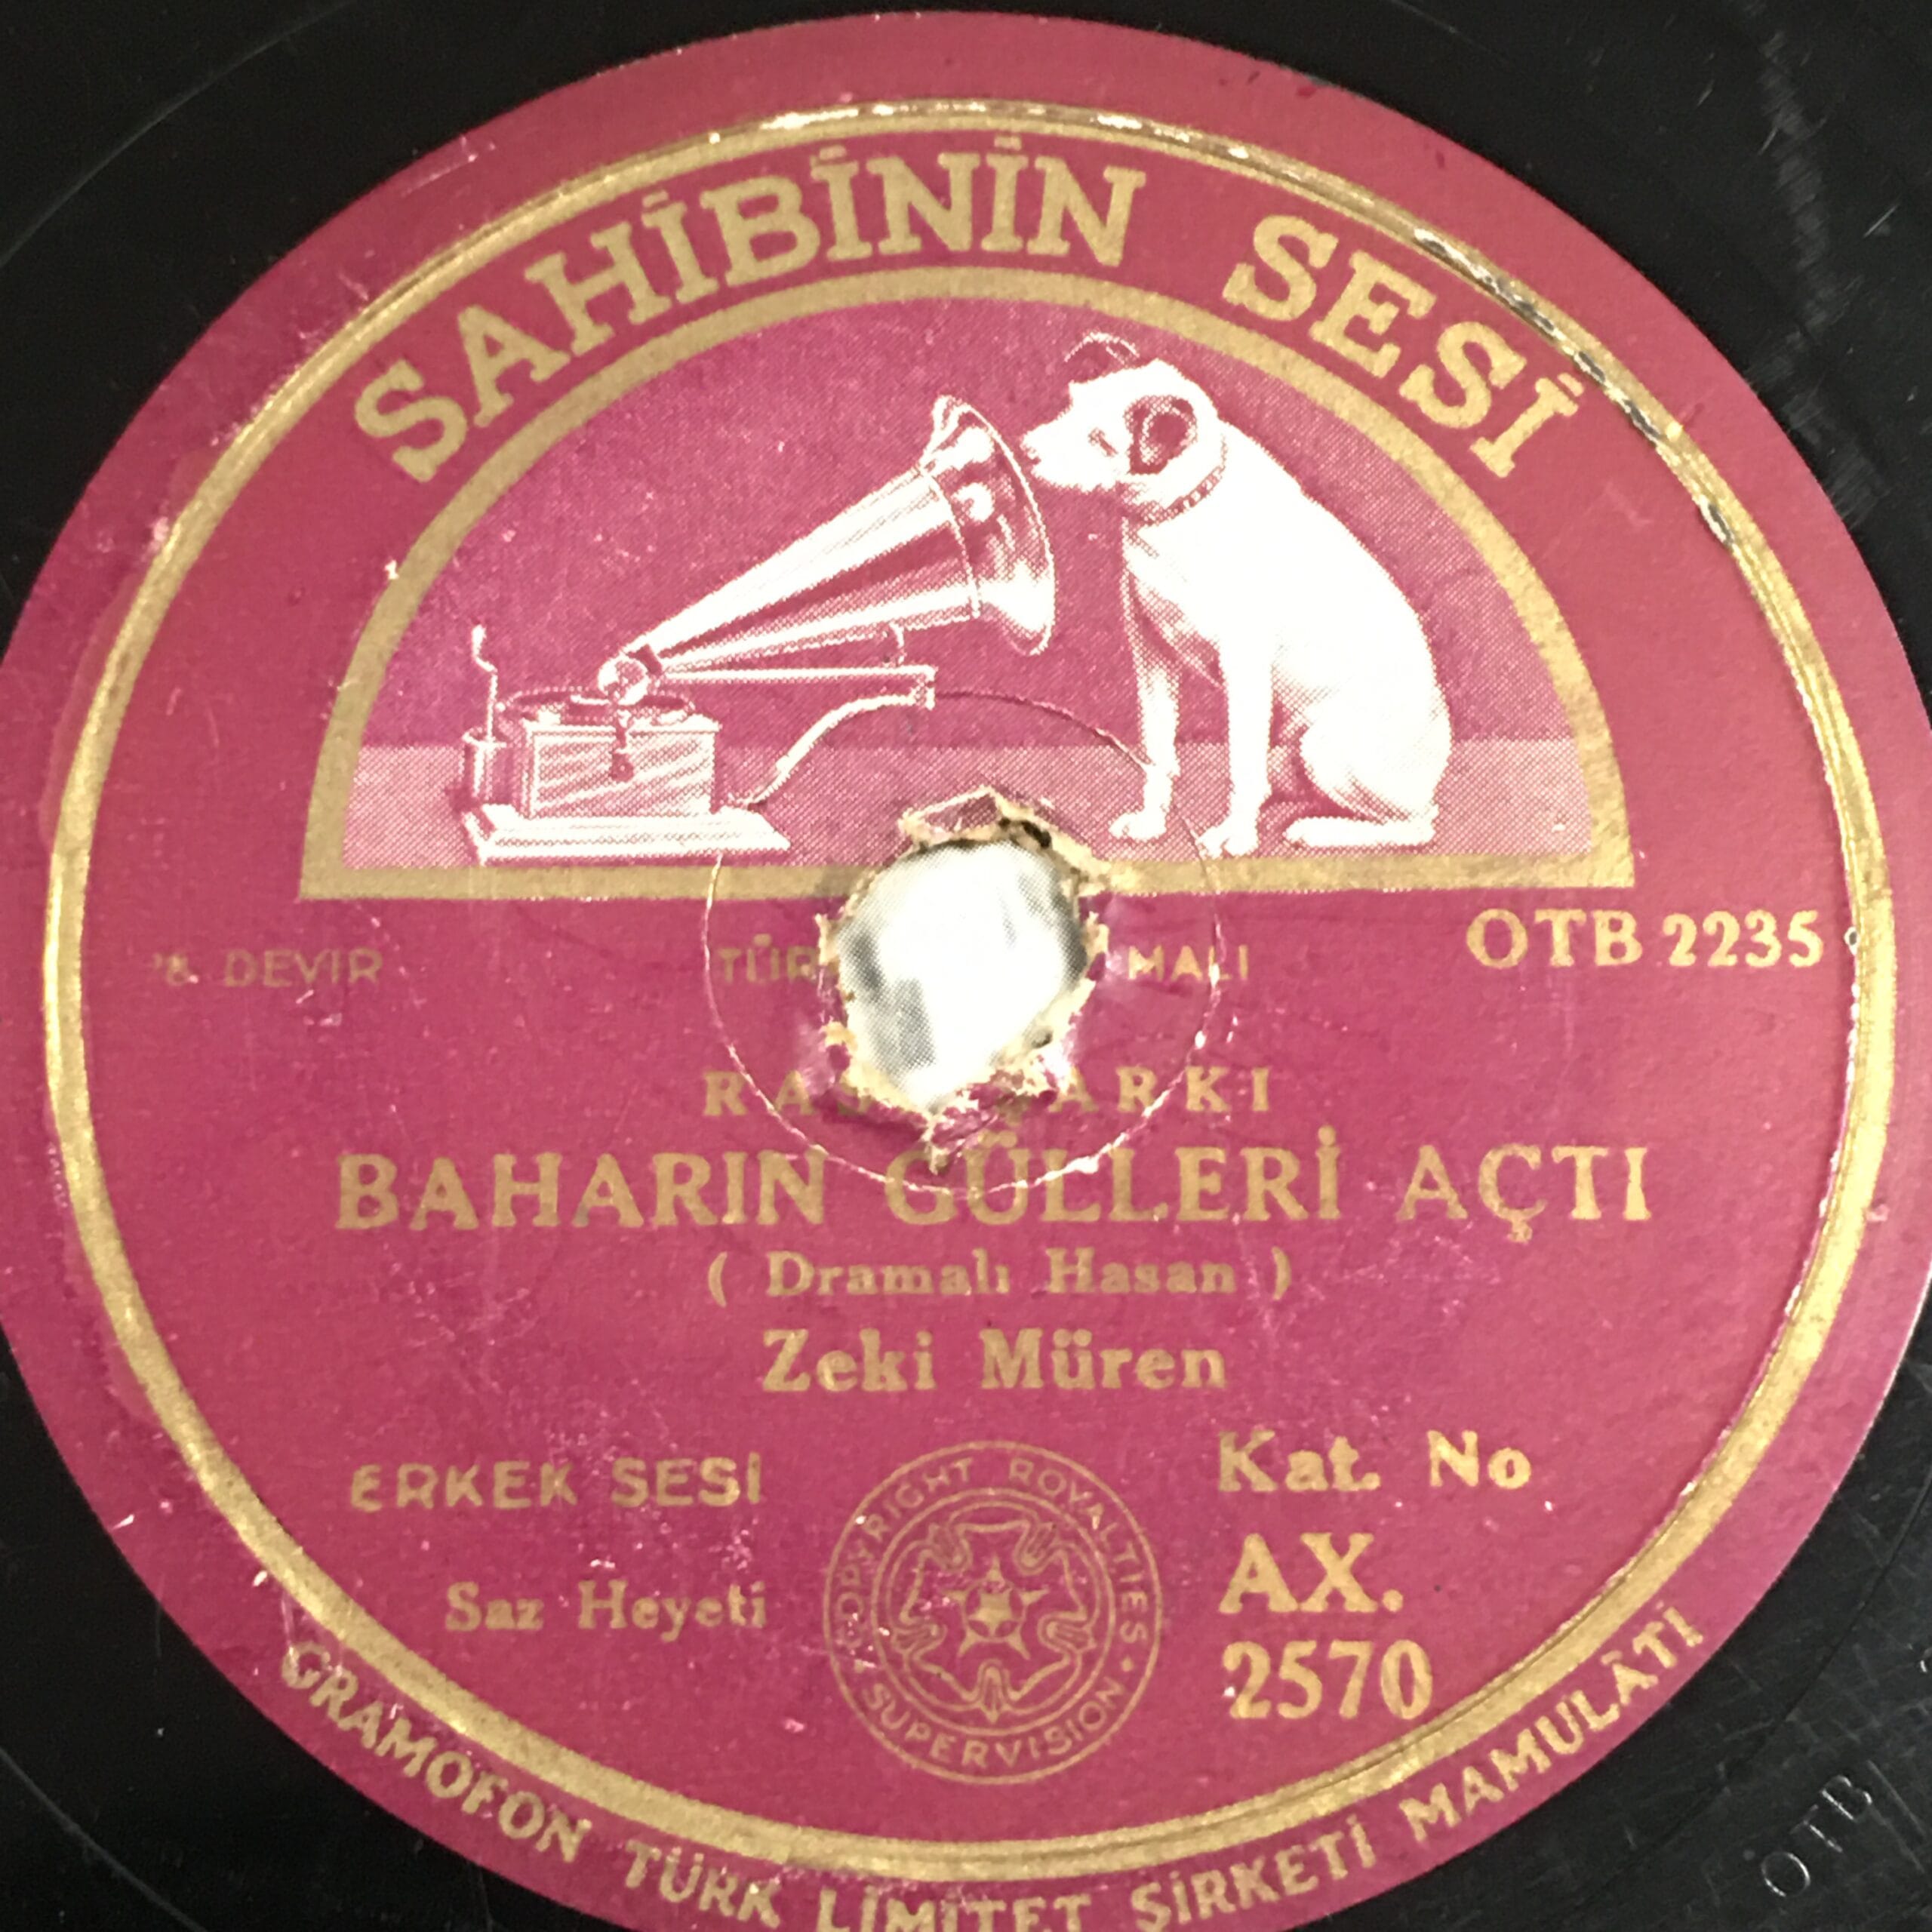 SAHİBİNİN SESİ
OTB 2235
DEVIR
BAHARIN GÜLLERİ AÇTI
( Dramalı Hasan )
Zeki Müren
ERKEK SESI
Saz Heyeti
Kat. No
AX.
2570
COPYRIGHT ROYALTIES
SUPERVISION
GRAMOFON TÜRK LİMİTET ŞİRKETİ MAMULÂTI
OTB